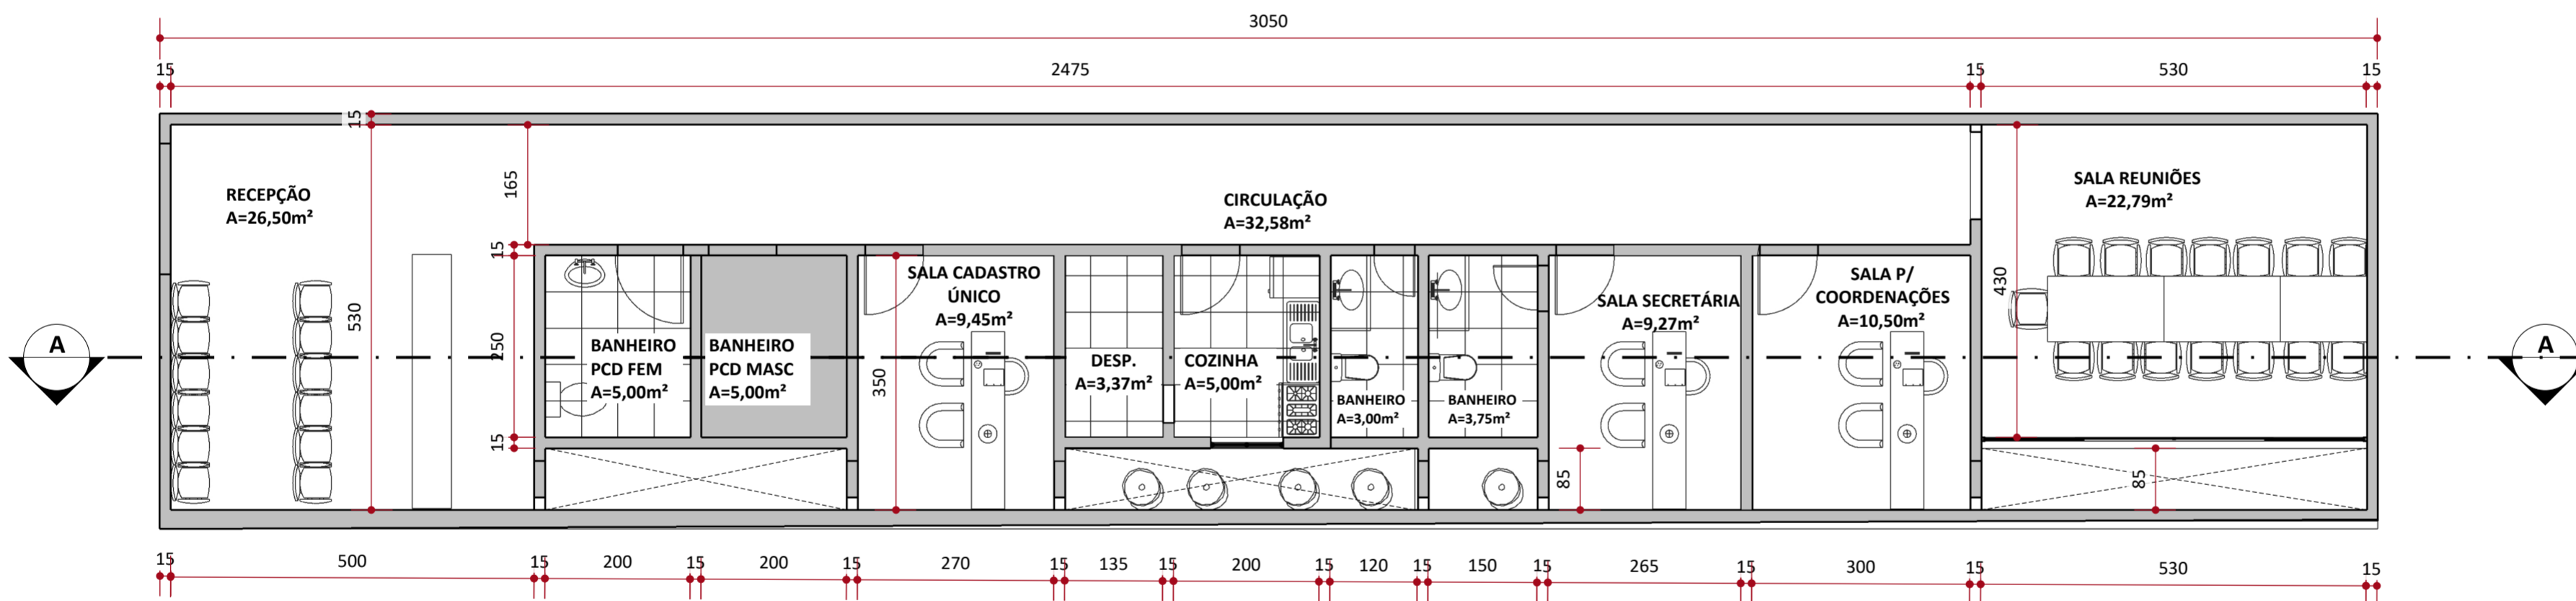 3050
15
2475
15
530
15
15
165
RECEPÇÃO
A=26,50m²
CIRCULAÇÃO
A=32,58m²
SALA REUNIÕES
A=22,79m²
15
530
250
15
430
SALA CADASTRO
ÚNICO
A=9,45m²
SALA SECRETÁRIA
A=9,27m²
SALA P/
COORDENAÇÕES
A=10,50m²
A
BANHEIRO
PCD FEM
A=5,00m²
BANHEIRO
PCD MASC
A=5,00m²
350
DESP.
A=3,37m²
COZINHA
A=5,00m²
BANHEIRO
A=3,00m²
BANHEIRO
A=3,75m²
A
85
85
15
500
15
200
15
200
15
270
15
135
15
200
15
120
15
150
15
265
15
300
15
530
15